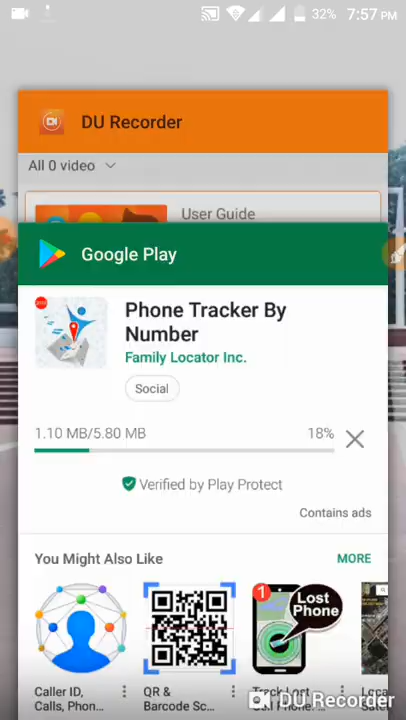 32% 7:57 PM
DU Recorder
All 0 video
User Guide
Google Play
Phone Tracker By
Number
Family Locator Inc.
Social
1.10 MB/5.80 MB 18%
Verified by Play Protect
Contains ads
You Might Also Like MORE
1 Lost
Phone
Caller ID,
Calls, Phon...
QR &
Barcode Sc...
Track Lost
DU Recorder